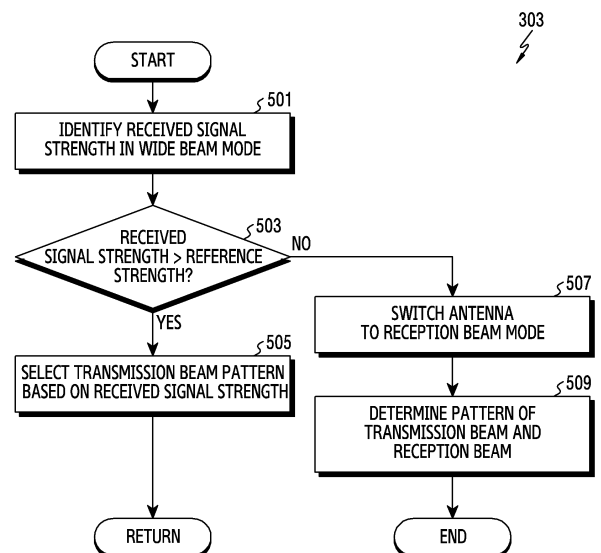 303
START
501
IDENTIFY RECEIVED SIGNAL
STRENGTH IN WIDE BEAM MODE
503
RECEIVED
SIGNAL STRENGTH > REFERENCE
STRENGTH?
NO
YES
505
SELECT TRANSMISSION BEAM PATTERN
BASED ON RECEIVED SIGNAL STRENGTH
507
SWITCH ANTENNA
TO RECEPTION BEAM MODE
509
DETERMINE PATTERN OF
TRANSMISSION BEAM AND
RECEPTION BEAM
RETURN
END